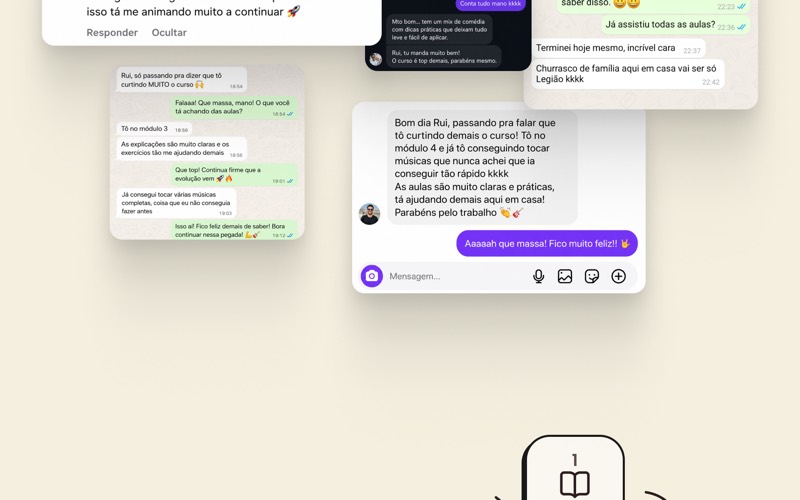 isso tá me animando muito a continuar 🚀
Responder Ocultar
Conta tudo mano kkkk
Mto bom... tem um mix de comédia
com dicas práticas que deixam tudo
leve e fácil de aplicar.
Rui, tu manda muito bem!
O curso é top demais, parabéns mesmo.
saber disso. 😊😊
22:23
Já assistiu todas as aulas? 22:36
Terminei hoje mesmo, incrível cara 22:37
Churrasco de família aqui em casa vai ser só
Legião kkkk
22:42
Rui, só passando pra dizer que tô
curtindo MUITO o curso 🙌
18:54
Falaaa! Que massa, mano! O que você
tá achando das aulas?
18:54
Tô no módulo 3 18:56
As explicações são muito claras e os
exercícios tão me ajudando demais 18:56
Que top! Continua firme que a
evolução vem 🚀🔥
19:01
Já consegui tocar várias músicas
completas, coisa que eu não conseguia
fazer antes
19:03
Isso aí! Fico feliz demais de saber! Bora
continuar nessa pegada! 💪🎸
19:12
Bom dia Rui, passando pra falar que
tô curtindo demais o curso! Tô no
módulo 4 e já tô conseguindo tocar
músicas que nunca achei que ia
conseguir tão rápido kkkk
As aulas são muito claras e práticas,
tá ajudando demais aqui em casa!
Parabéns pelo trabalho 👏🎸
Aaaaah que massa! Fico muito feliz!! 🤘
Mensagem...
1